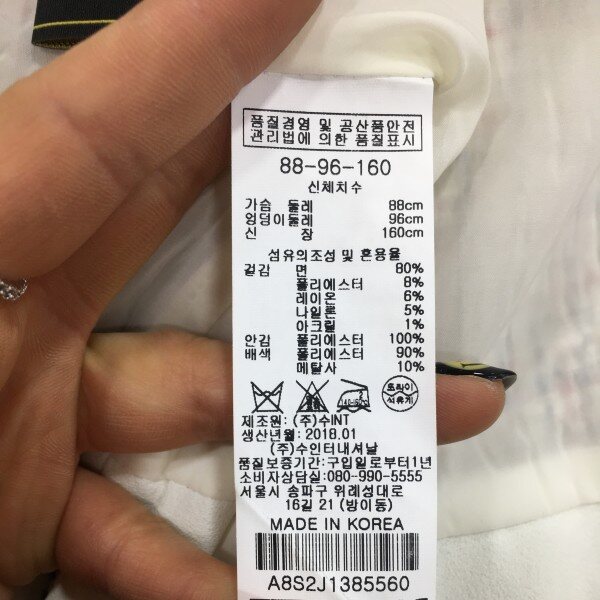 품질경영 및 공산품안전
관리법에 의한 품질표시
88-96-160
신체치수
가슴 둘레 88cm
엉덩이둘레 96cm
신 장 160cm
섬유의조성 및 혼용율
겉감 면 80%
폴리에스터 8%
레이온 6%
나일론 5%
아크릴 1%
안감 폴리에스터 100%
배색 폴리에스터 90%
메탈사 10%
2
140-160℃
드라이
석유계
제조원: (주)수INT
생산년월: 2018.01
(주)수인터내셔날
품질보증기간: 구입일로부터1년
소비자상담실: 080-990-5555
서울시 송파구 위례성대로
16길 21 (방이동)
MADE IN KOREA
A8S2J1385560